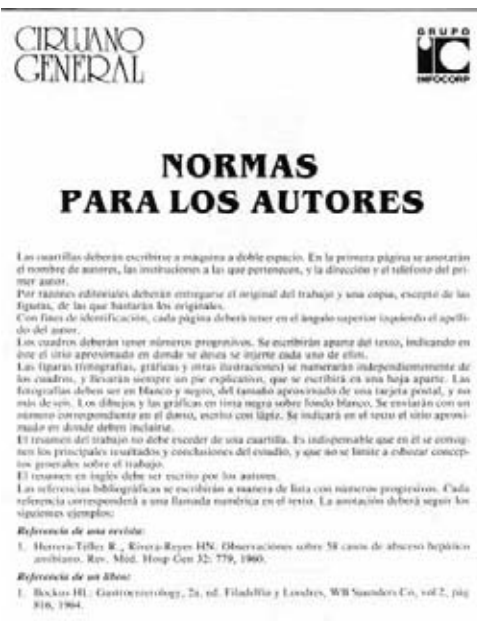 CIRUJANO
GENERAL
GRUPO
iC
INFOCORP
NORMAS
PARA LOS AUTORES
Las cuartillas deberán escribirse a máquina a doble espacio. En la primera página se anotarán
el nombre de autores, las instituciones a las que pertenecen, y la dirección y el teléfono del pri-
mer autor.
Por razones editoriales deberán entregarse el original del trabajo y una copia, excepto de las
figuras, de las que bastarán los originales.
Con fines de identificación, cada página deberá tener en el ángulo superior izquierdo el apelli-
do del autor.
Los cuadros deberán tener números progresivos. Se escribirán aparte del texto, indicando en
éste el sitio aproximado en donde se desea se inserte cada uno de ellos.
Las figuras (fotografías, gráficas y otras ilustraciones) se numerarán independientemente de
los cuadros, y llevarán siempre un pie explicativo, que se escribirá en una hoja aparte. Las
fotografías deben ser en blanco y negro, del tamaño aproximado de una tarjeta postal, y no
más de seis. Los dibujos y las gráficas en tinta negra sobre fondo blanco. Se enviarán con un
número correspondiente en el dorso, escrito con lápiz. Se indicará en el texto el sitio aproxi-
mado en donde deben incluirse.
El resumen del trabajo no debe exceder de una cuartilla. Es indispensable que en él se consig-
nen los principales resultados y conclusiones del estudio, y que no se limite a esbozar concep-
tos generales sobre el trabajo.
El resumen en inglés debe ser escrito por los autores.
Las referencias bibliográficas se escribirán a manera de lista con números progresivos. Cada
referencia corresponderá a una llamada numérica en el texto. La anotación deberá seguir los
siguientes ejemplos:
Referencia de una revista:
1. Herrera-Téllez R., Rivera-Reyes HN. Observaciones sobre 58 casos de absceso hepático
amibiano. Rev. Med. Hosp Gen 32: 779, 1960.
Referencia de un libro:
1. Bockus HL: Gastroenterology, 2a. ed. Filadelfia y Londres, WB Saunders Co, vol 2, pág
816, 1964.